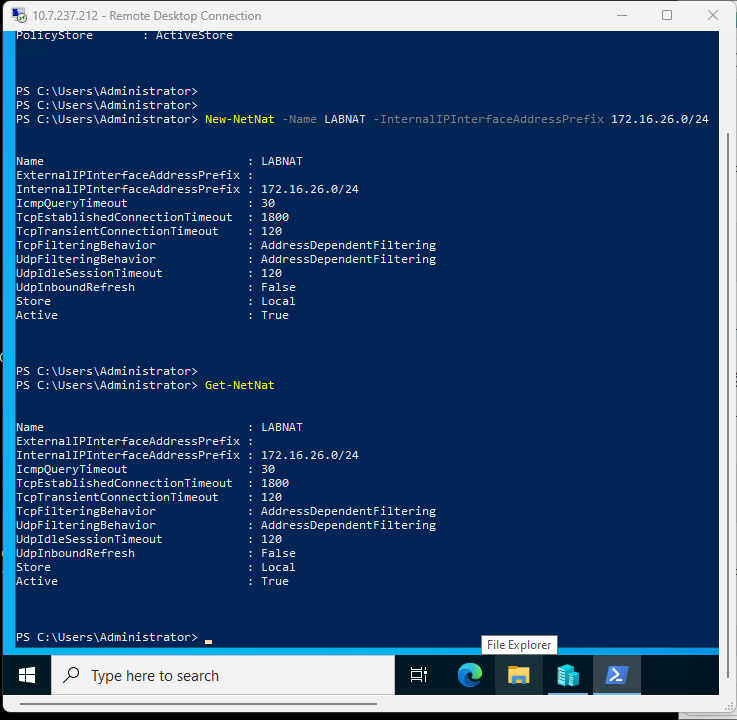 10.7.237.212 - Remote Desktop Connection
PolicyStore : ActiveStore
PS C:\Users\Administrator>
PS C:\Users\Administrator>
PS C:\Users\Administrator> New-NetNat -Name LABNAT -InternalIPInterfaceAddressPrefix 172.16.26.0/24
Name : LABNAT
ExternalIPInterfaceAddressPrefix :
InternalIPInterfaceAddressPrefix : 172.16.26.0/24
IcmpQueryTimeout : 30
TcpEstablishedConnectionTimeout : 1800
TcpTransientConnectionTimeout : 120
TcpFilteringBehavior : AddressDependentFiltering
UdpFilteringBehavior : AddressDependentFiltering
UdpIdleSessionTimeout : 120
UdpInboundRefresh : False
Store : Local
Active : True
PS C:\Users\Administrator>
PS C:\Users\Administrator> Get-NetNat
Name : LABNAT
ExternalIPInterfaceAddressPrefix :
InternalIPInterfaceAddressPrefix : 172.16.26.0/24
IcmpQueryTimeout : 30
TcpEstablishedConnectionTimeout : 1800
TcpTransientConnectionTimeout : 120
TcpFilteringBehavior : AddressDependentFiltering
UdpFilteringBehavior : AddressDependentFiltering
UdpIdleSessionTimeout : 120
UdpInboundRefresh : False
Store : Local
Active : True
PS C:\Users\Administrator>
File Explorer
Type here to search